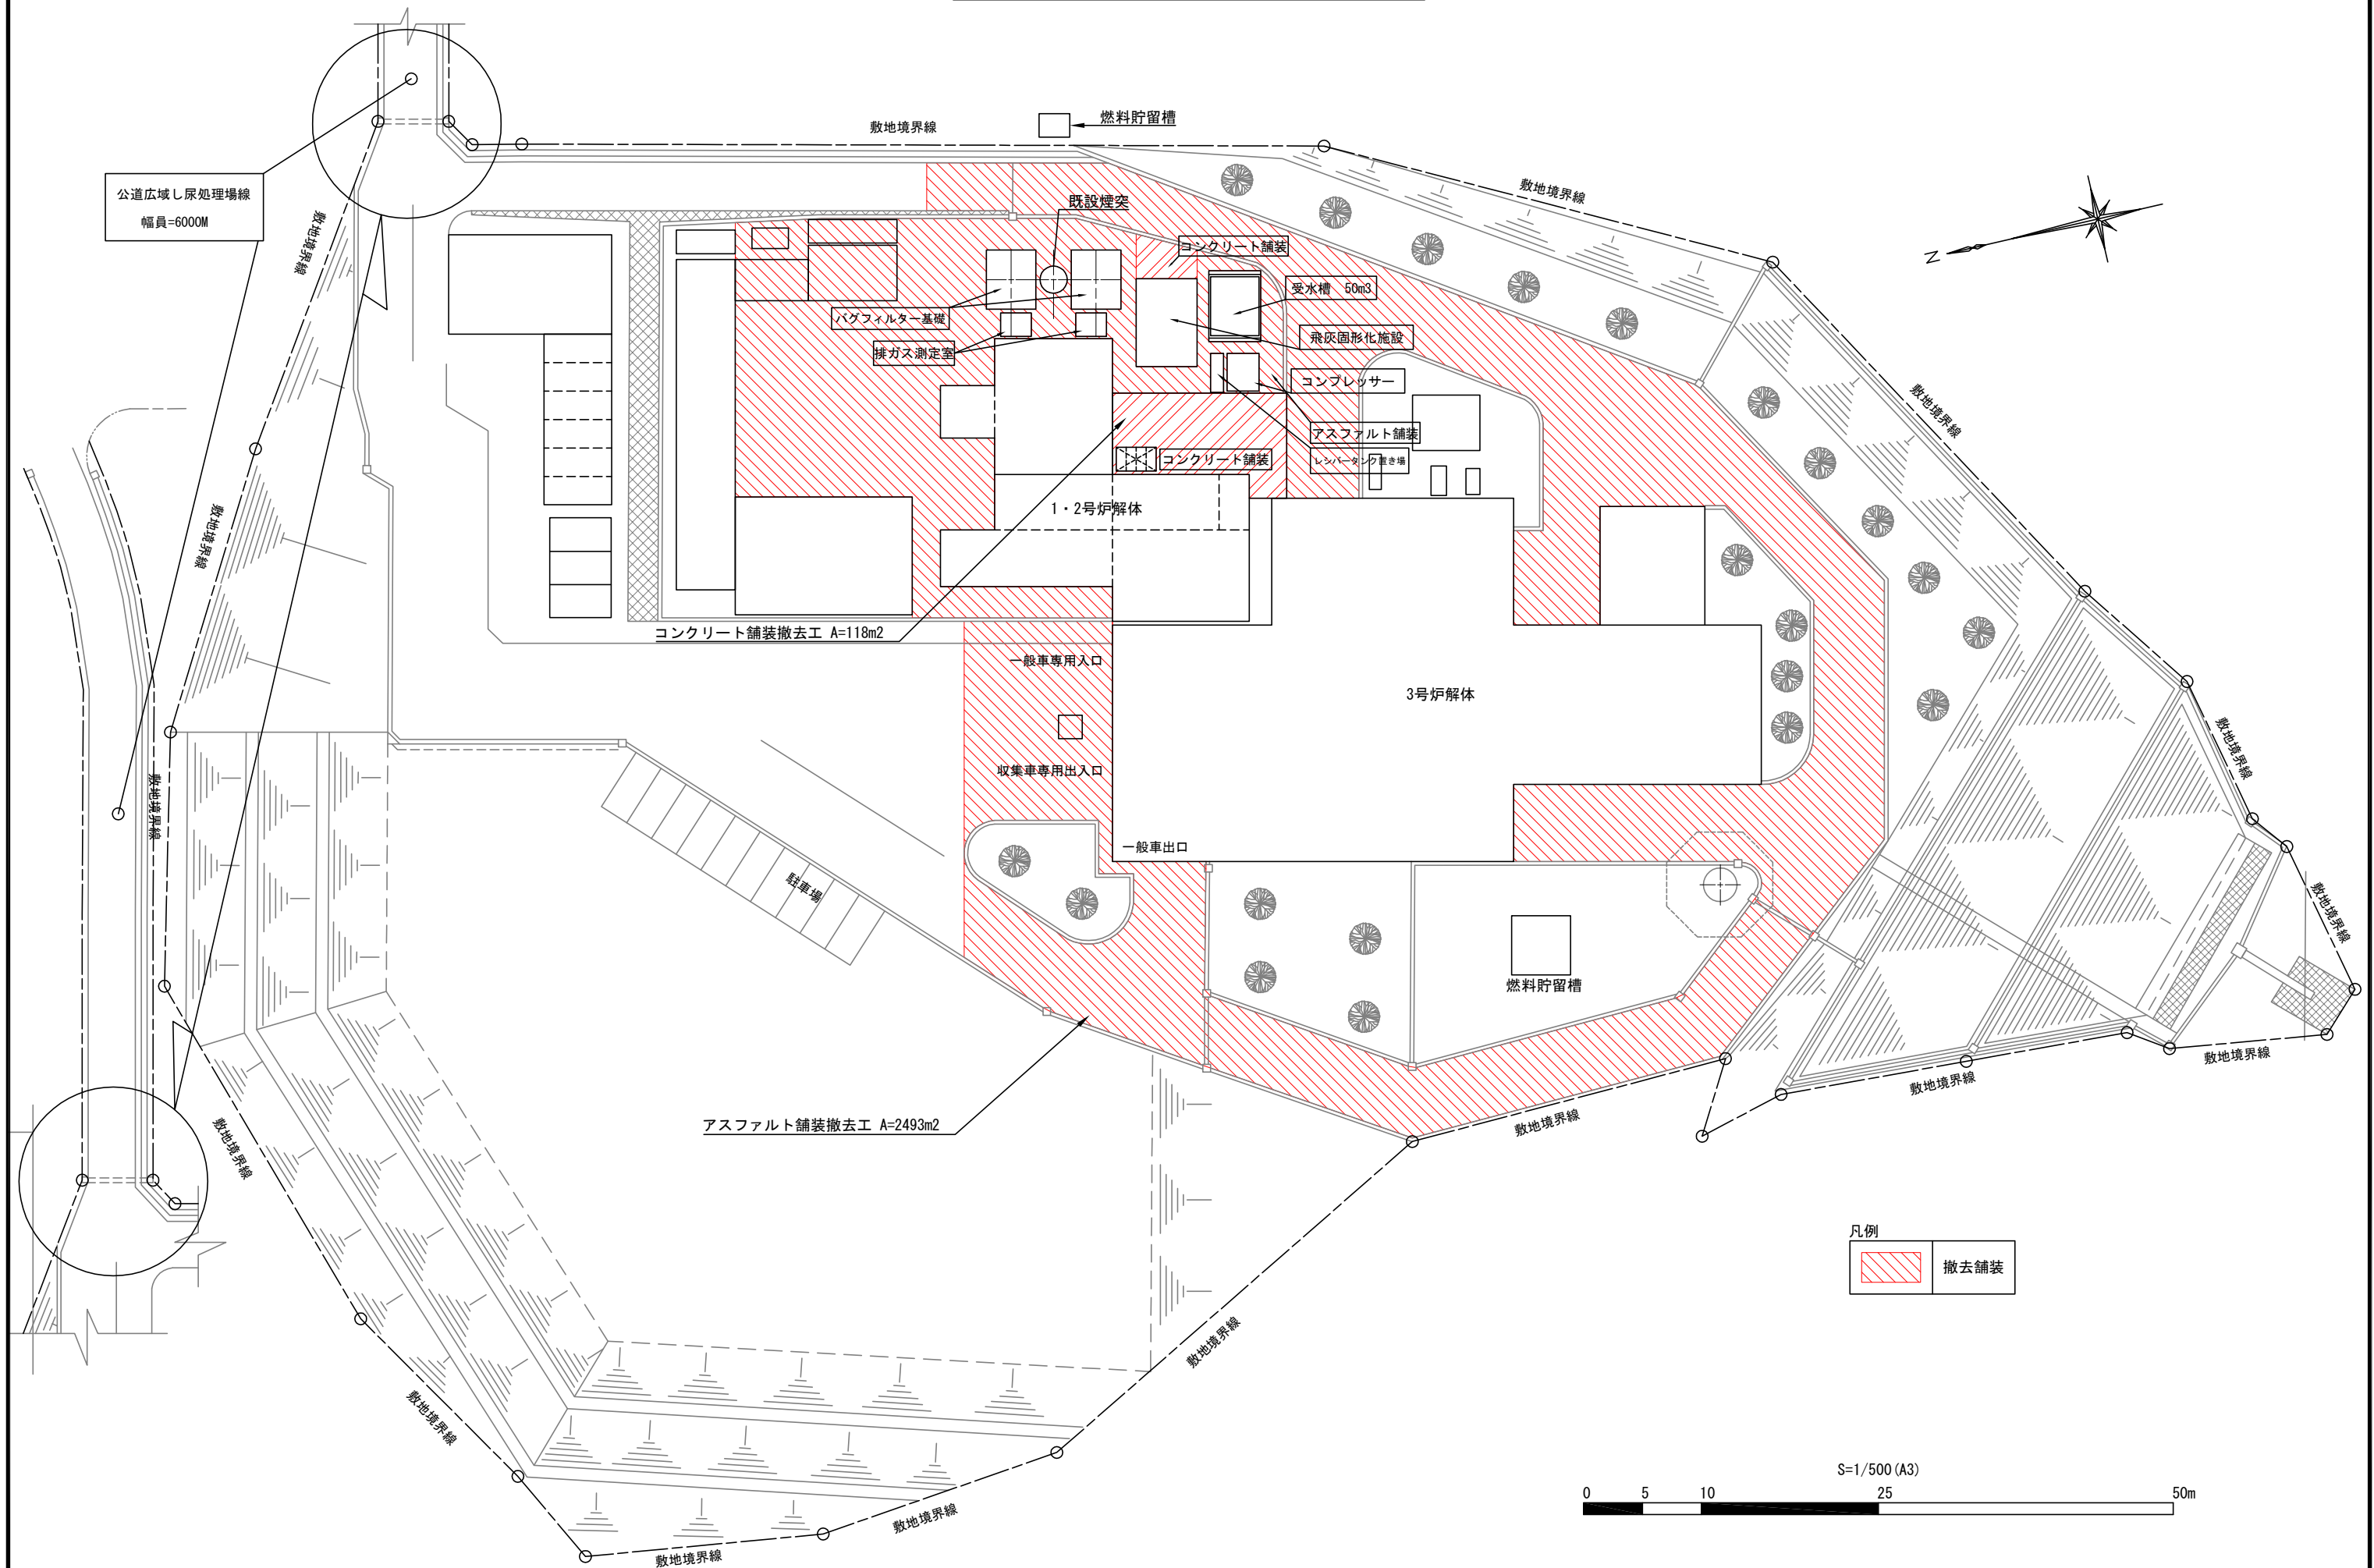 燃料貯留槽
敷地境界線
敷地境界線
公道広域し尿処理場線
幅員=6000M
既設煙突
敷地境界線
コンクリート舗装
N
受水槽 50m3
バグフィルター基礎
飛灰固形化施設
排ガス測定室
コンプレッサー
敷地境界線
アスファルト舗装
コンクリート舗装
レシバータンク置き場
1・2号炉解体
敷地境界線
コンクリート舗装撤去工 A=118m2
一般車専用入口
3号炉解体
敷地境界線
収集車専用出入口
敷地境界線
一般車出口
駐車場
敷地境界線
燃料貯留槽
敷地境界線
敷地境界線
敷地境界線
アスファルト舗装撤去工 A=2493m2
敷地境界線
凡例
撤去舗装
敷地境界線
敷地境界線
S=1/500(A3)
0 5 10 25 50m
敷地境界線
敷地境界線